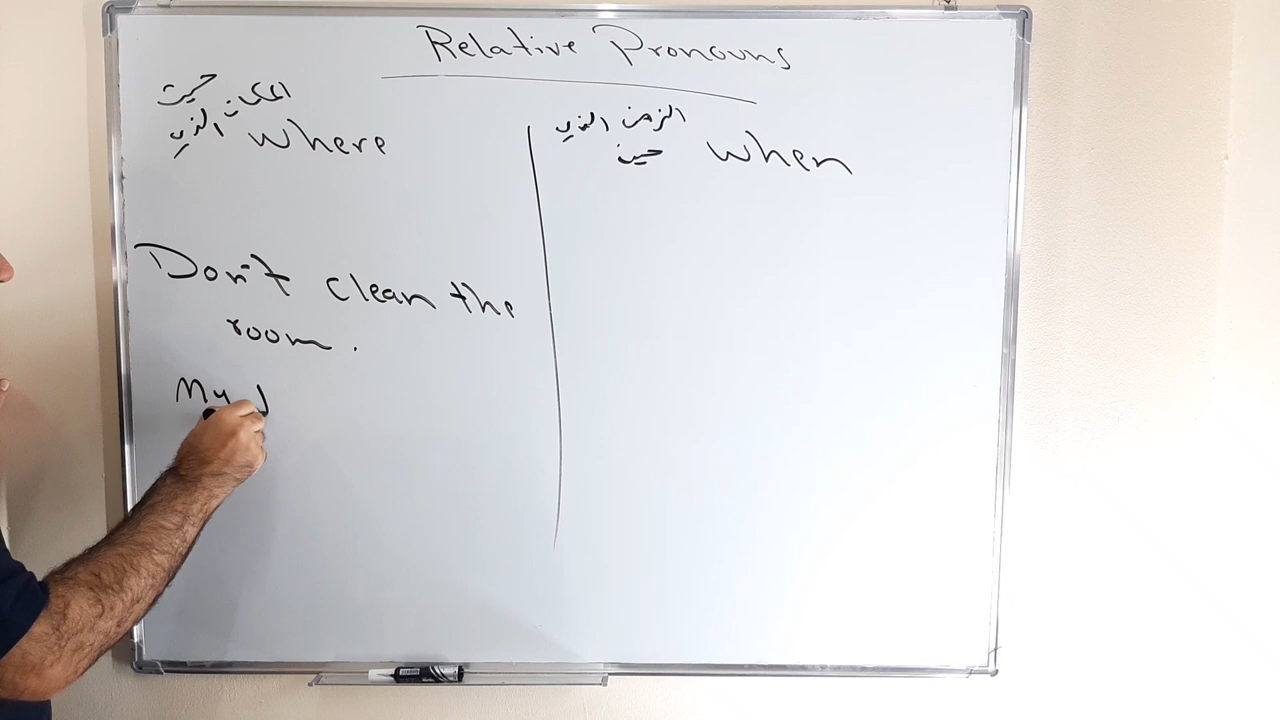 Relative Pronouns
حيث
المكان الذي where
الزمن الذي
حين when
Don't clean the
room.
My